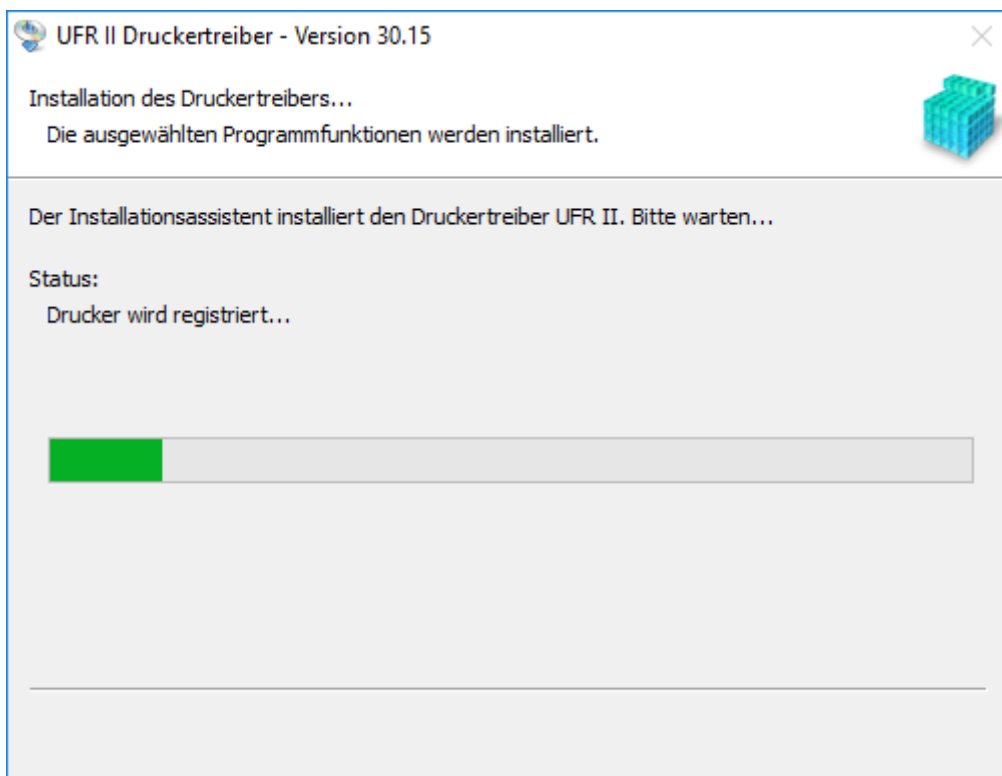 UFR II Druckertreiber - Version 30.15
Installation des Druckertreibers...
Die ausgewählten Programmfunktionen werden installiert.
Der Installationsassistent installiert den Druckertreiber UFR II. Bitte warten...
Status:
Drucker wird registriert...